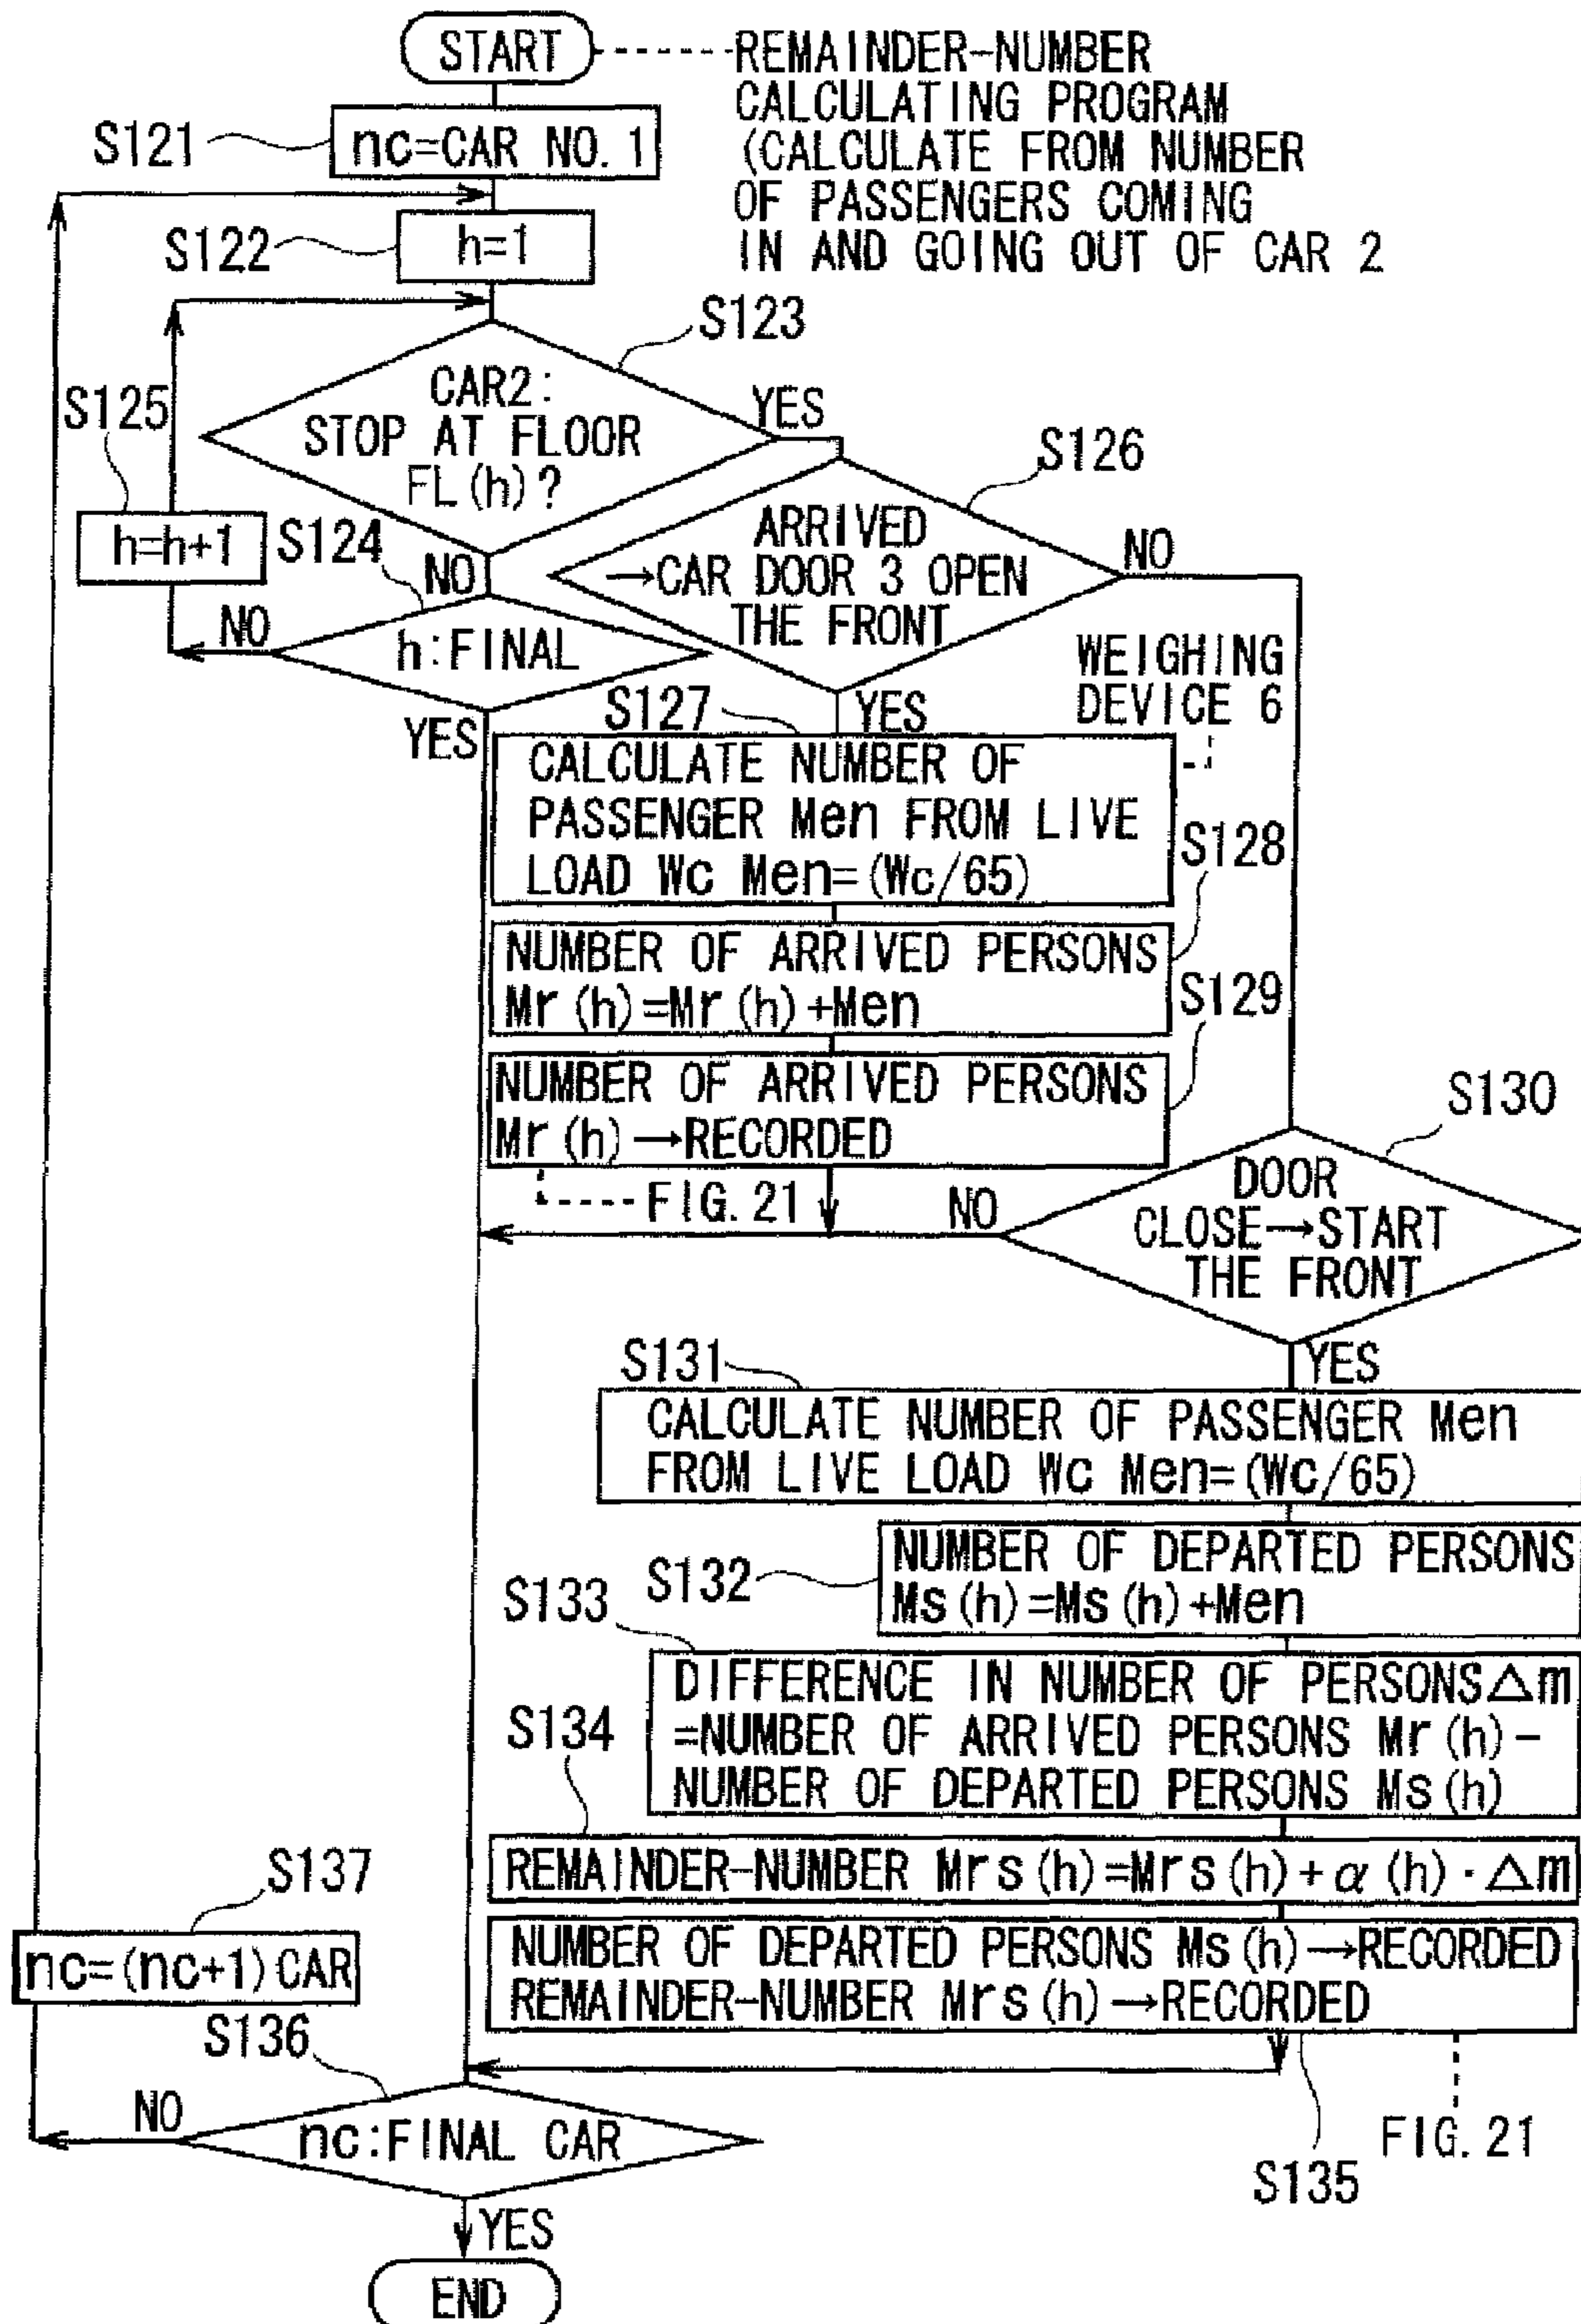 START
REMAINDER-NUMBER
CALCULATING PROGRAM
(CALCULATE FROM NUMBER
OF PASSENGERS COMING
IN AND GOING OUT OF CAR 2
S121
nc=CAR NO. 1
S122
h=1
S123
CAR2:
STOP AT FLOOR
FL(h)?
YES
S125
h=h+1
S124
NO
NO
h:FINAL
YES
S126
ARRIVED
→CAR DOOR 3 OPEN
THE FRONT
NO
YES
WEIGHING
DEVICE 6
S127
CALCULATE NUMBER OF
PASSENGER Men FROM LIVE
LOAD Wc Men=(Wc/65)
S128
NUMBER OF ARRIVED PERSONS
Mr(h)=Mr(h)+Men
S129
NUMBER OF ARRIVED PERSONS
Mr(h)→RECORDED
FIG. 21
S130
DOOR
CLOSE→START
THE FRONT
NO
YES
S131
CALCULATE NUMBER OF PASSENGER Men
FROM LIVE LOAD Wc Men=(Wc/65)
S132
NUMBER OF DEPARTED PERSONS
Ms(h)=Ms(h)+Men
S133
DIFFERENCE IN NUMBER OF PERSONS△m
=NUMBER OF ARRIVED PERSONS Mr(h)-
NUMBER OF DEPARTED PERSONS Ms(h)
S134
REMAINDER-NUMBER Mrs(h)=Mrs(h)+α(h)·△m
NUMBER OF DEPARTED PERSONS Ms(h)→RECORDED
REMAINDER-NUMBER Mrs(h)→RECORDED
S135
FIG. 21
S137
nc=(nc+1)CAR
S136
NO
nc:FINAL CAR
YES
END